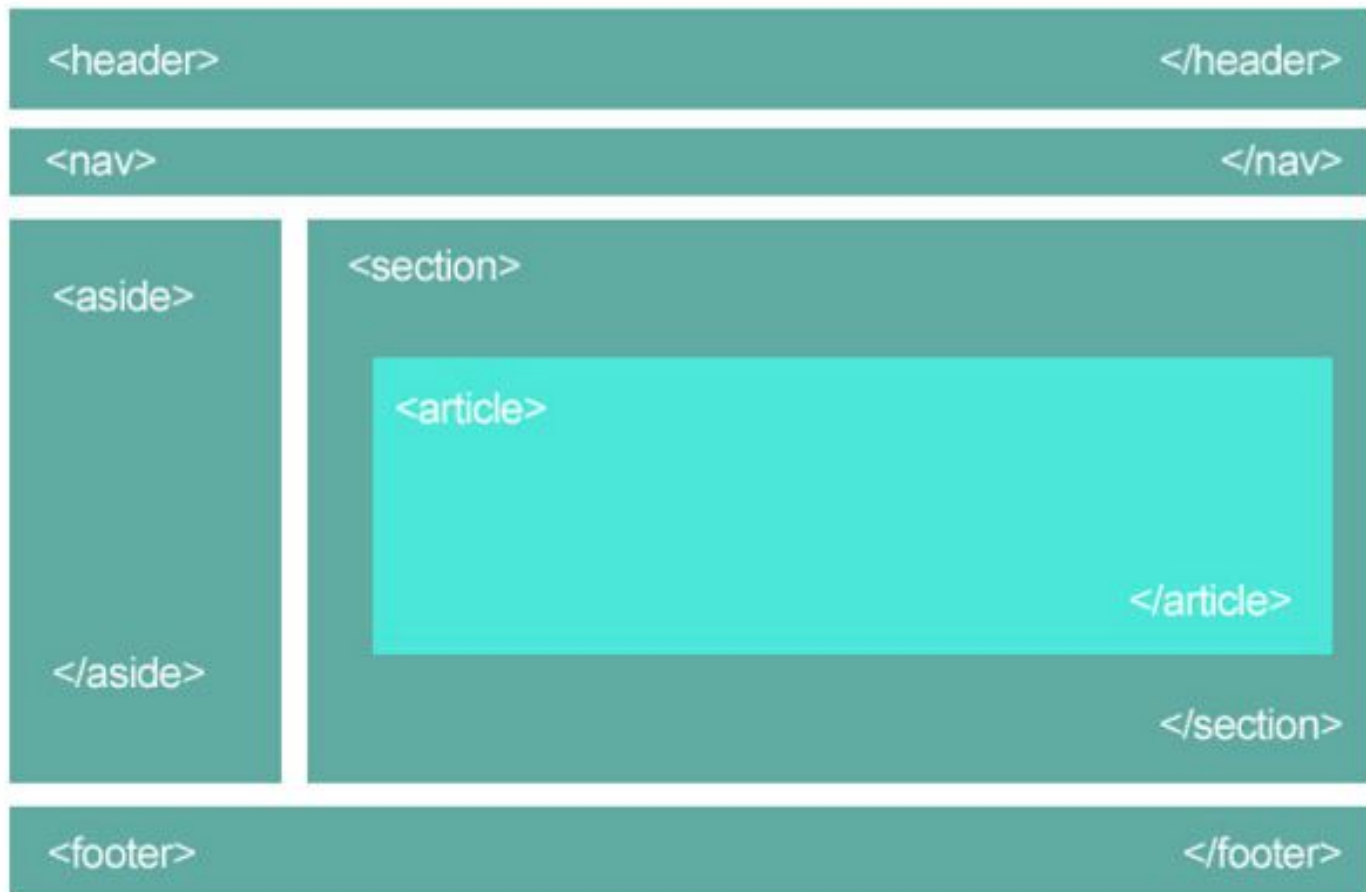 <header> </header>
<nav> </nav>
<aside>
</aside>
<section>
<article>
</article>
</section>
<footer> </footer>